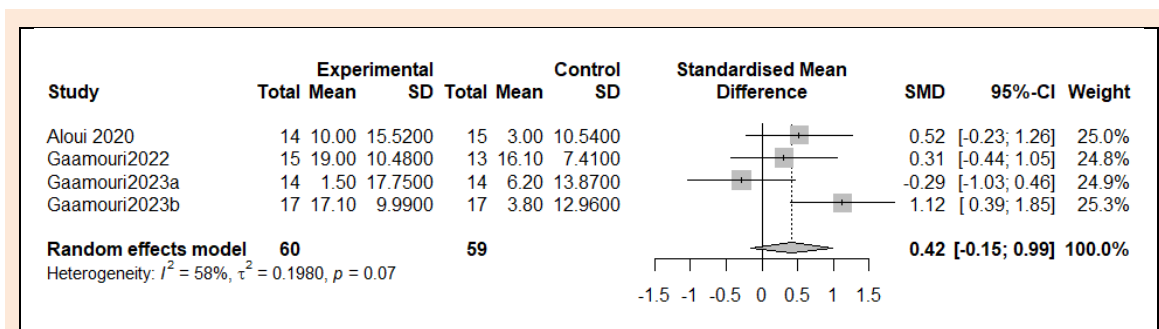 Experimental Control Standardised Mean
Study Total Mean SD Total Mean SD Difference SMD 95%-CI Weight
Aloui 2020 14 10.00 15.5200 15 3.00 10.5400 0.52 [-0.23; 1.26] 25.0%
Gaamouri2022 15 19.00 10.4800 13 16.10 7.4100 0.31 [-0.44; 1.05] 24.8%
Gaamouri2023a 14 1.50 17.7500 14 6.20 13.8700 -0.29 [-1.03; 0.46] 24.9%
Gaamouri2023b 17 17.10 9.9900 17 3.80 12.9600 1.12 [ 0.39; 1.85] 25.3%
Random effects model 60 59 0.42 [-0.15; 0.99] 100.0%
Heterogeneity: I² = 58%, τ² = 0.1980, p = 0.07
-1.5 -1 -0.5 0 0.5 1 1.5